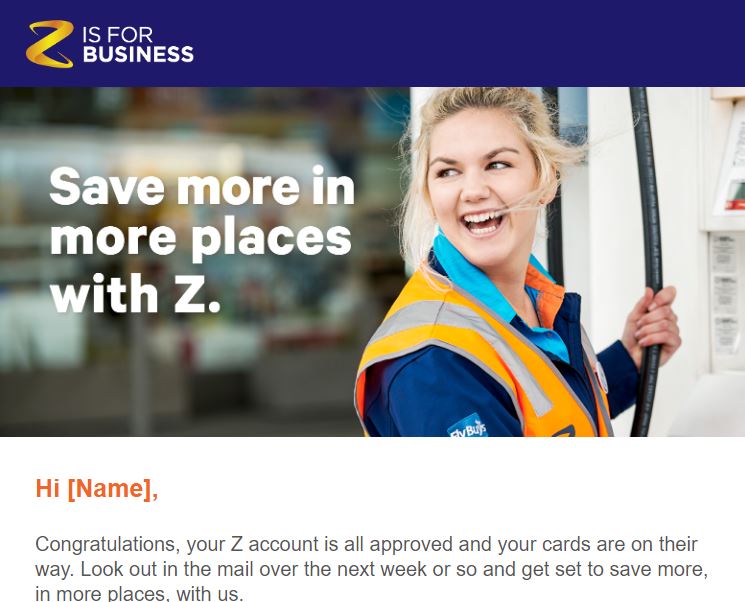 IS FOR
BUSINESS
Save more in
more places
with Z.
FlyBuys
Hi [Name],
Congratulations, your Z account is all approved and your cards are on their
way. Look out in the mail over the next week or so and get set to save more,
in more places, with us.